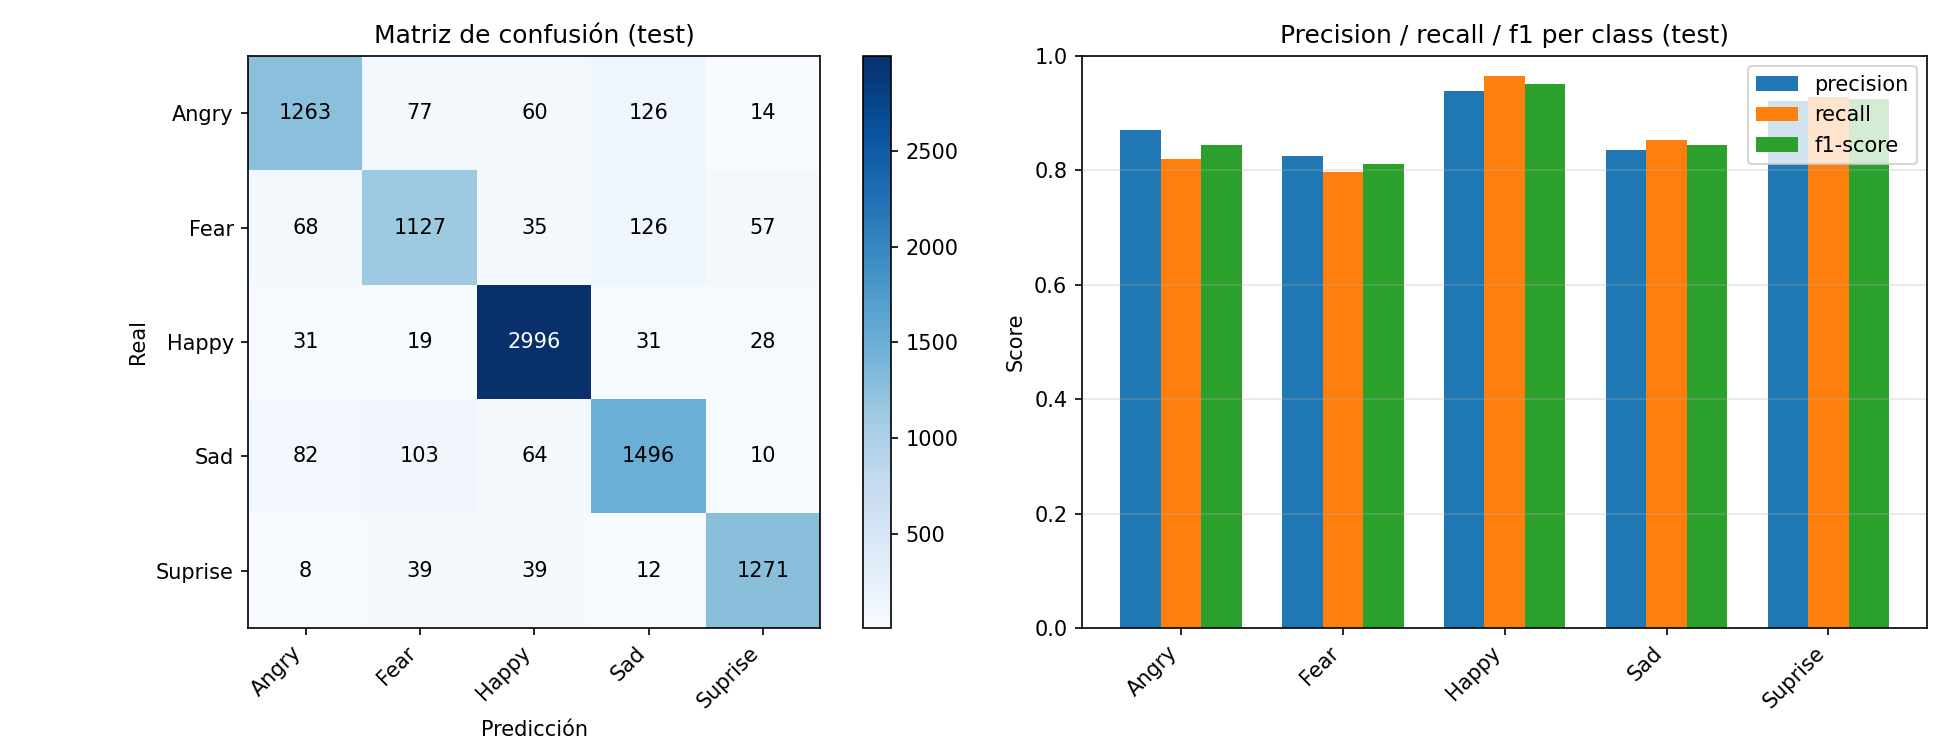 Matriz de confusión (test)
Real
Angry 1263 77 60 126 14
Fear 68 1127 35 126 57
Happy 31 19 2996 31 28
Sad 82 103 64 1496 10
Suprise 8 39 39 12 1271
Angry Fear Happy Sad Suprise
Predicción
2500
2000
1500
1000
500
Precision / recall / f1 per class (test)
Score
1.0
0.8
0.6
0.4
0.2
0.0
precision
recall
f1-score
Angry Fear Happy Sad Suprise